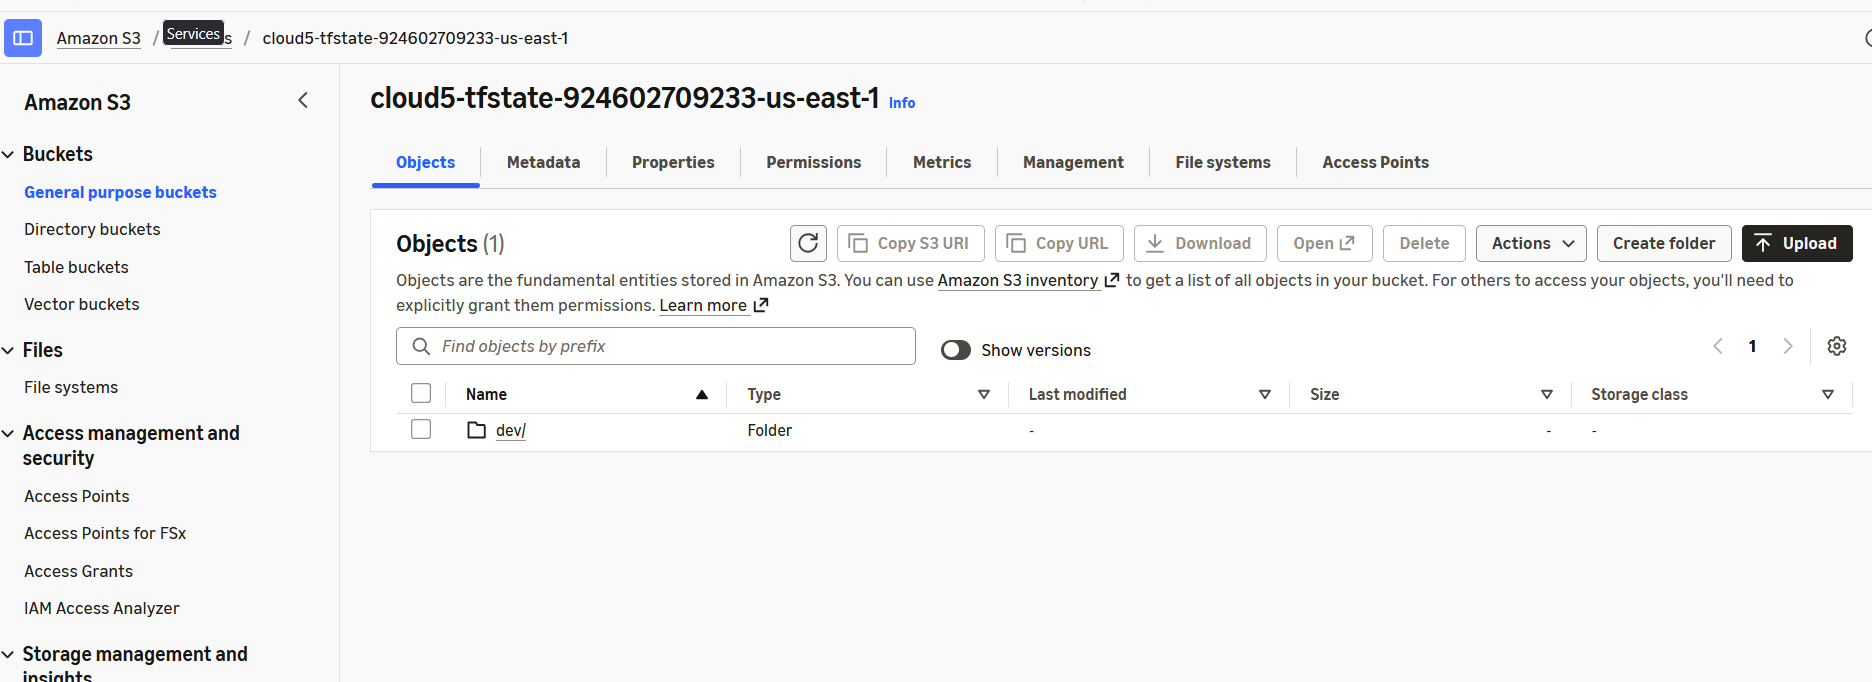 Amazon S3 / Services s / cloud5-tfstate-924602709233-us-east-1
Amazon S3
Buckets
General purpose buckets
Directory buckets
Table buckets
Vector buckets
Files
File systems
Access management and
security
Access Points
Access Points for FSx
Access Grants
IAM Access Analyzer
Storage management and
insights
cloud5-tfstate-924602709233-us-east-1 Info
Objects Metadata Properties Permissions Metrics Management File systems Access Points
Objects (1) Copy S3 URI Copy URL Download Open Delete Actions Create folder Upload
Objects are the fundamental entities stored in Amazon S3. You can use Amazon S3 inventory to get a list of all objects in your bucket. For others to access your objects, you'll need to
explicitly grant them permissions. Learn more
Find objects by prefix Show versions 1
Name Type Last modified Size Storage class
dev/ Folder - - -